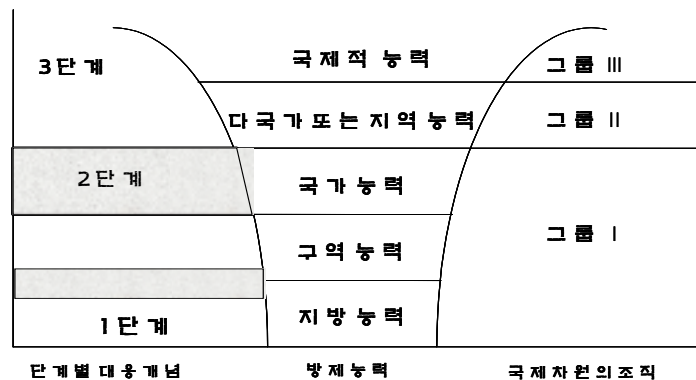 3단계
국제적 능력
그룹 Ⅲ
다국가또는 지역능력
그룹 Ⅱ
2단계
국가능력
구역능력
그룹 Ⅰ
1단계
지방능력
단계별 대응개념
방제능력
국제차원의조직